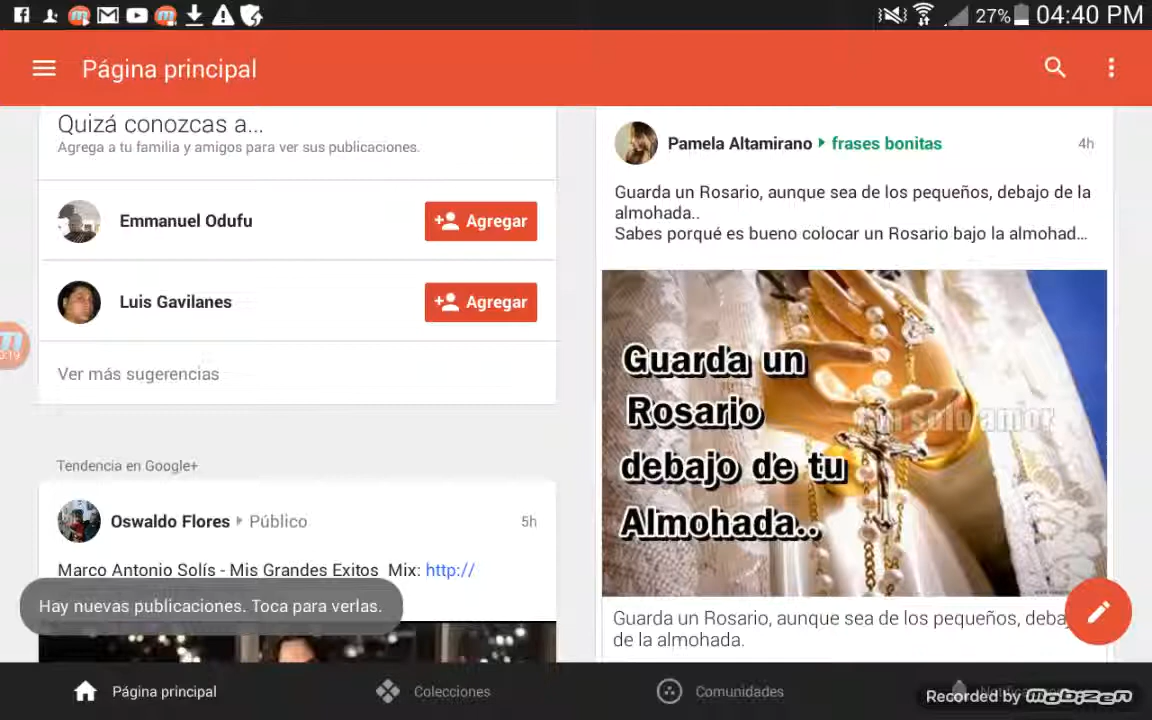 27% 04:40 PM
Página principal
Quizá conozcas a...
Agrega a tu familia y amigos para ver sus publicaciones.
Emmanuel Odufu
Agregar
Luis Gavilanes
Agregar
Ver más sugerencias
Tendencia en Google+
Oswaldo Flores Público
5h
Marco Antonio Solís - Mis Grandes Exitos Mix: http://
Hay nuevas publicaciones. Toca para verlas.
Pamela Altamirano frases bonitas
4h
Guarda un Rosario, aunque sea de los pequeños, debajo de la
almohada..
Sabes porqué es bueno colocar un Rosario bajo la almohad...
Guarda un
Rosario
debajo de tu
Almohada..
solo amor
Guarda un Rosario, aunque sea de los pequeños, deba
de la almohada.
Página principal
Colecciones
Comunidades
Recorded by mobizen
0:19